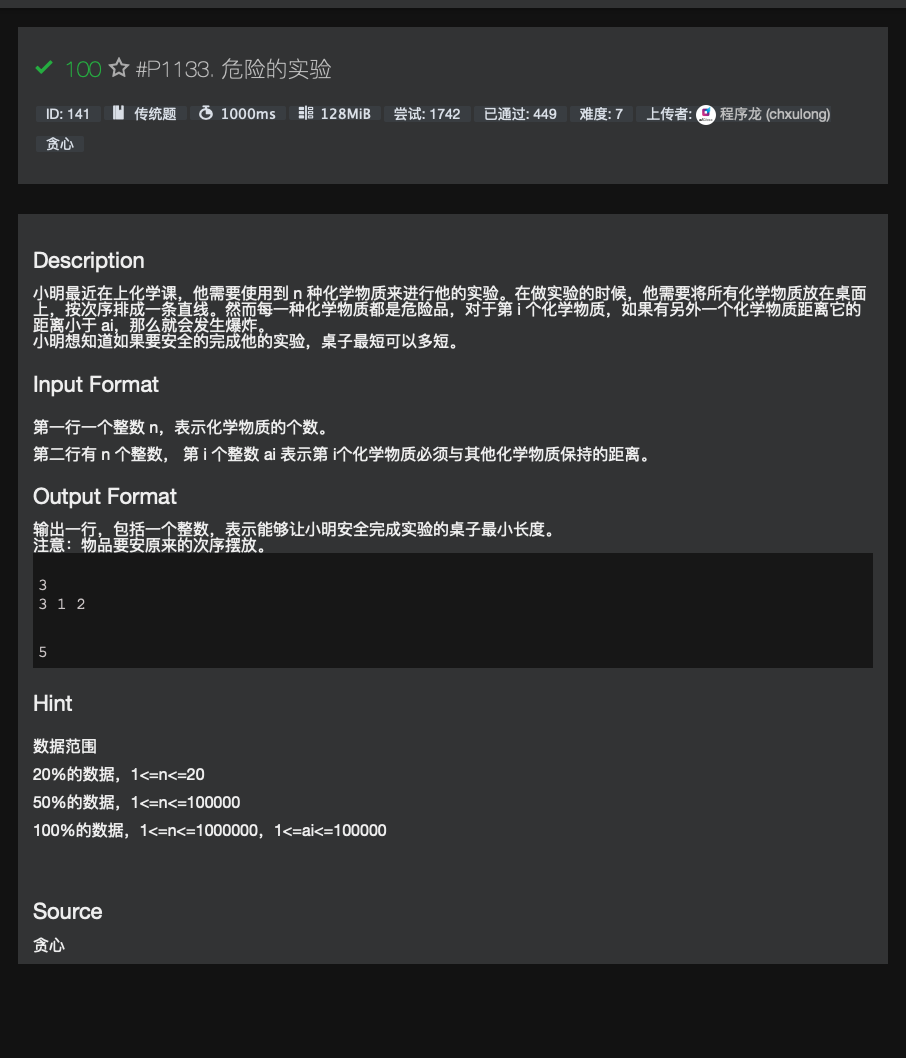 100 #P1133. 危险的实验
ID: 141 传统题 1000ms 128MiB 尝试: 1742 已通过: 449 难度: 7 上传者: 程序龙 (chxulong)
贪心
Description
小明最近在上化学课，他需要使用到 n 种化学物质来进行他的实验。在做实验的时候，他需要将所有化学物质放在桌面
上，按次序排成一条直线。然而每一种化学物质都是危险品，对于第 i 个化学物质，如果有另外一个化学物质距离它的
距离小于 ai，那么就会发生爆炸。
小明想知道如果要安全的完成他的实验，桌子最短可以多短。
Input Format
第一行一个整数 n，表示化学物质的个数。
第二行有 n 个整数， 第 i 个整数 ai 表示第 i个化学物质必须与其他化学物质保持的距离。
Output Format
输出一行，包括一个整数，表示能够让小明安全完成实验的桌子最小长度。
注意：物品要安原来的次序摆放。
3
3 1 2
5
Hint
数据范围
20%的数据，1<=n<=20
50%的数据，1<=n<=100000
100%的数据，1<=n<=1000000，1<=ai<=100000
Source
贪心